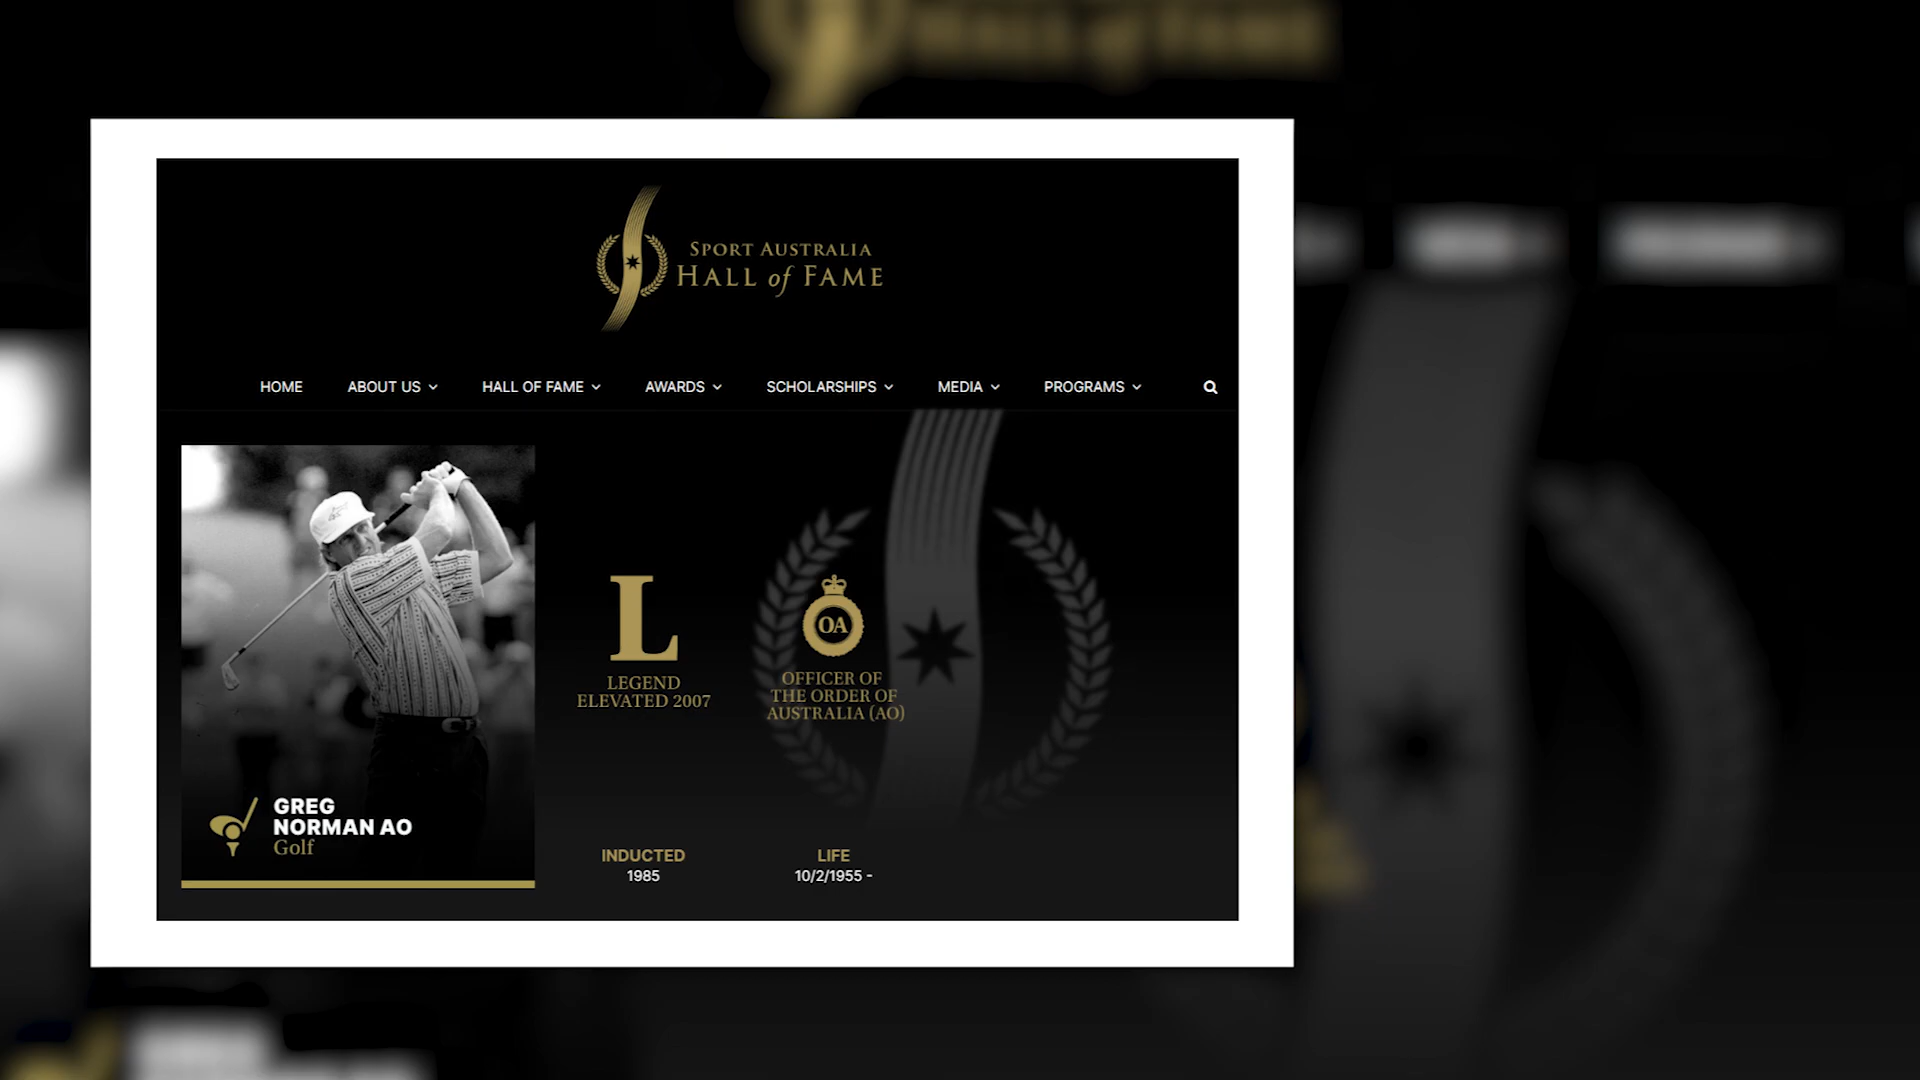 SPORT AUSTRALIA
HALL of FAME
HOME
ABOUT US
HALL OF FAME
AWARDS
SCHOLARSHIPS
MEDIA
PROGRAMS
L
LEGEND
ELEVATED 2007
OA
OFFICER OF
THE ORDER OF
AUSTRALIA (AO)
GREG
NORMAN AO
Golf
INDUCTED
1985
LIFE
10/2/1955 -